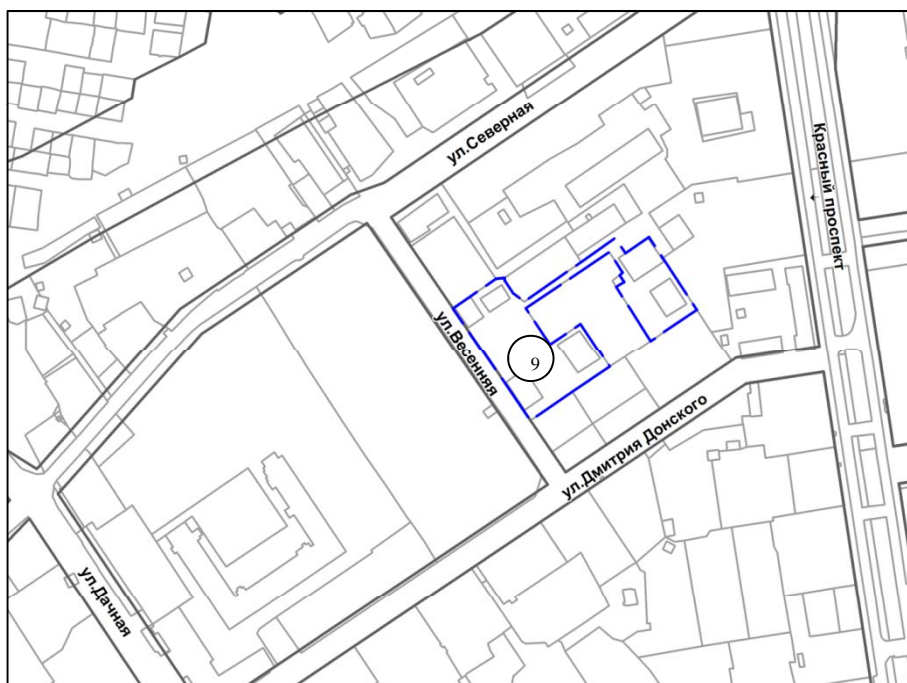 ул.Северная
Красный проспект
ул.Весенняя
9
ул.Дмитрия Донского
ул.Дачная